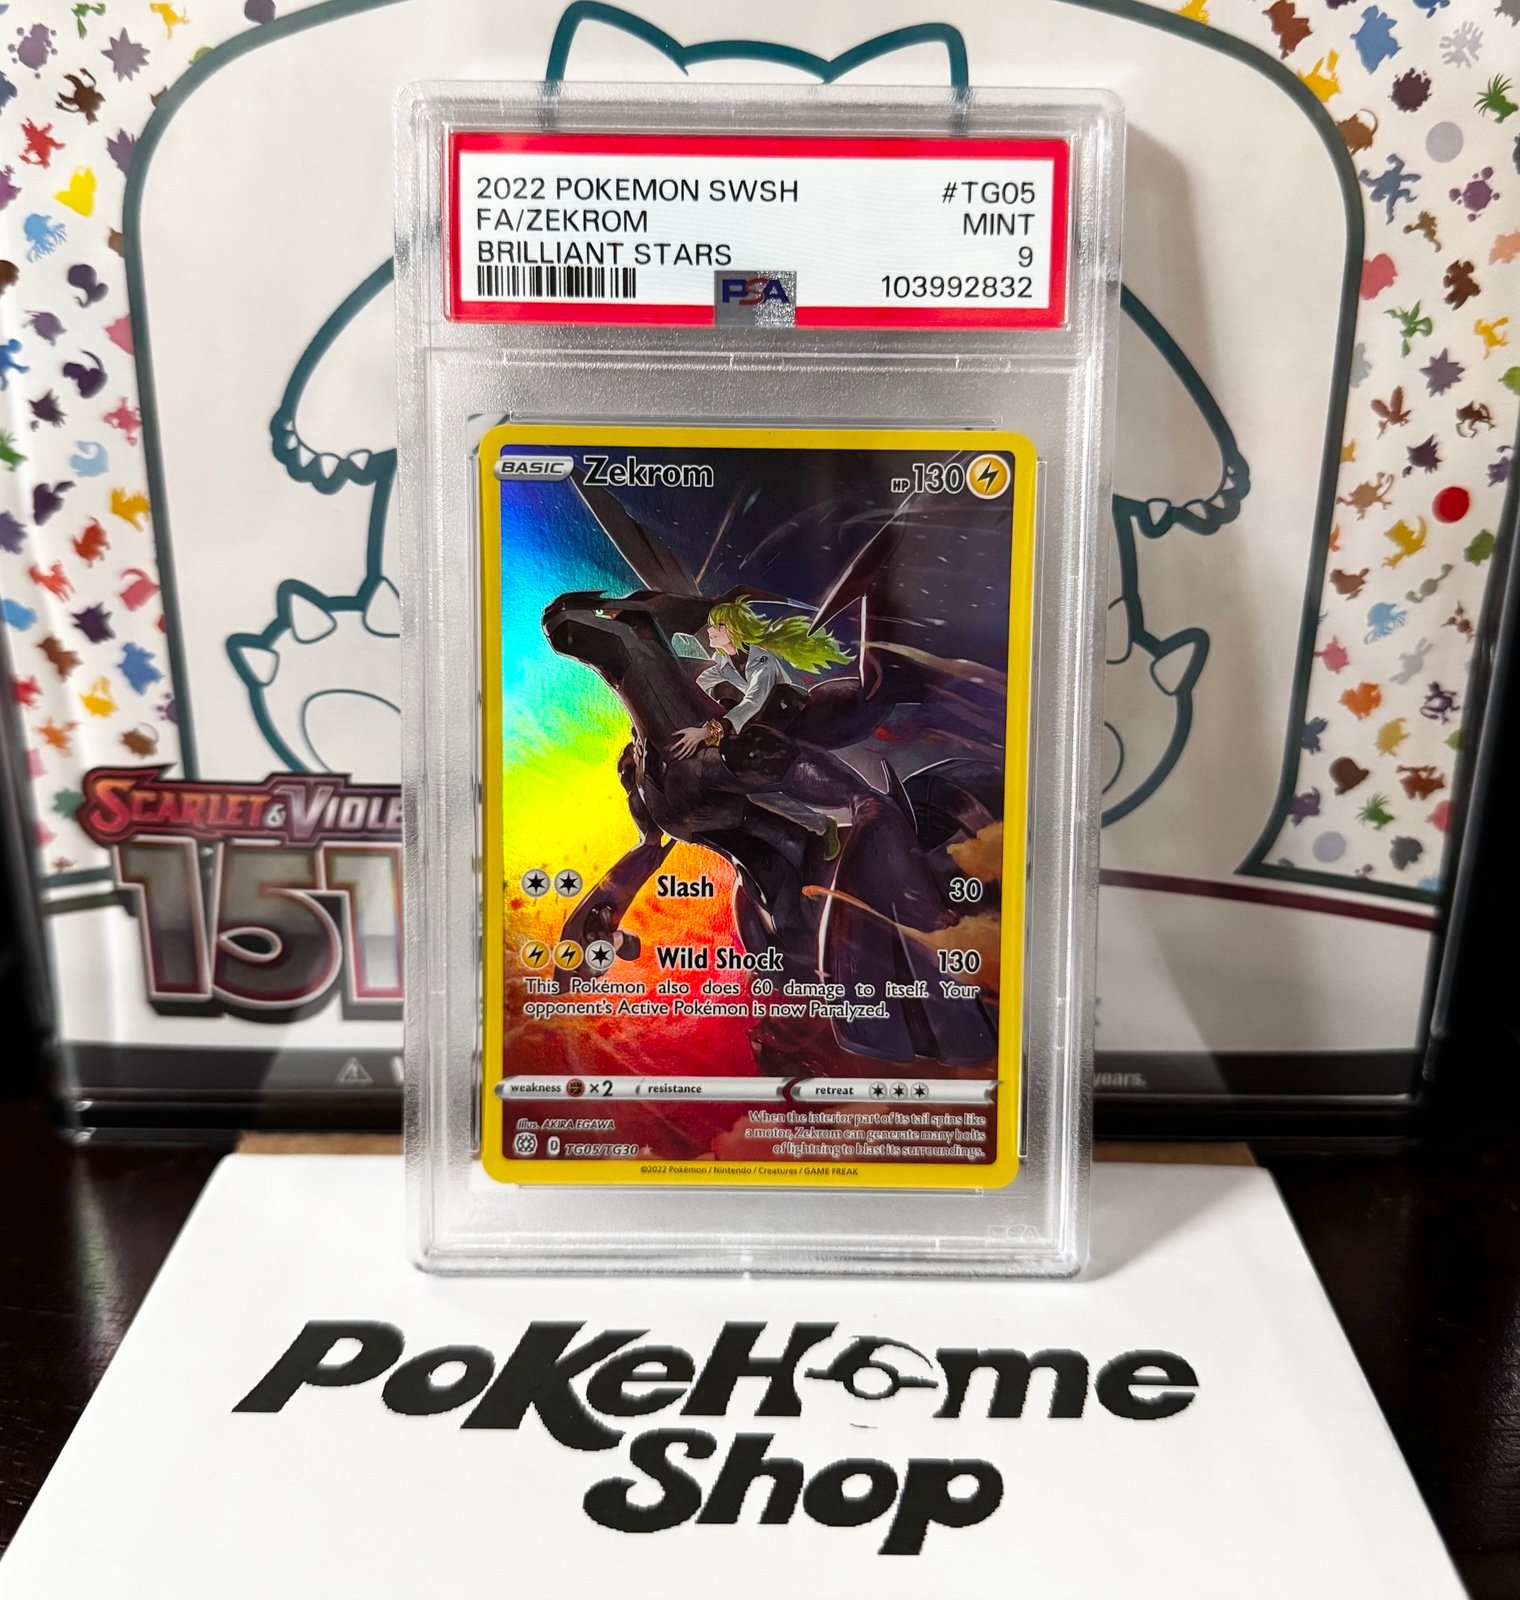 2022 POKEMON SWSH #TG05
FA/ZEKROM MINT
BRILLIANT STARS 9
PSA 103992832
BASIC Zekrom HP 130
SCARLET & VIOLE
151
Slash 30
Wild Shock 130
This Pokémon also does 60 damage to itself. Your
opponent's Active Pokémon is now Paralyzed.
weakness ×2 resistance retreat
Illus. AKIRA EGAWA
When the interior part of its tail spins like
a motor, Zekrom can generate many bolts
of lightning to blast its surroundings.
D TG05/TG30
©2022 Pokémon / Nintendo / Creatures / GAME FREAK
years.
PSA
PokeHome
Shop